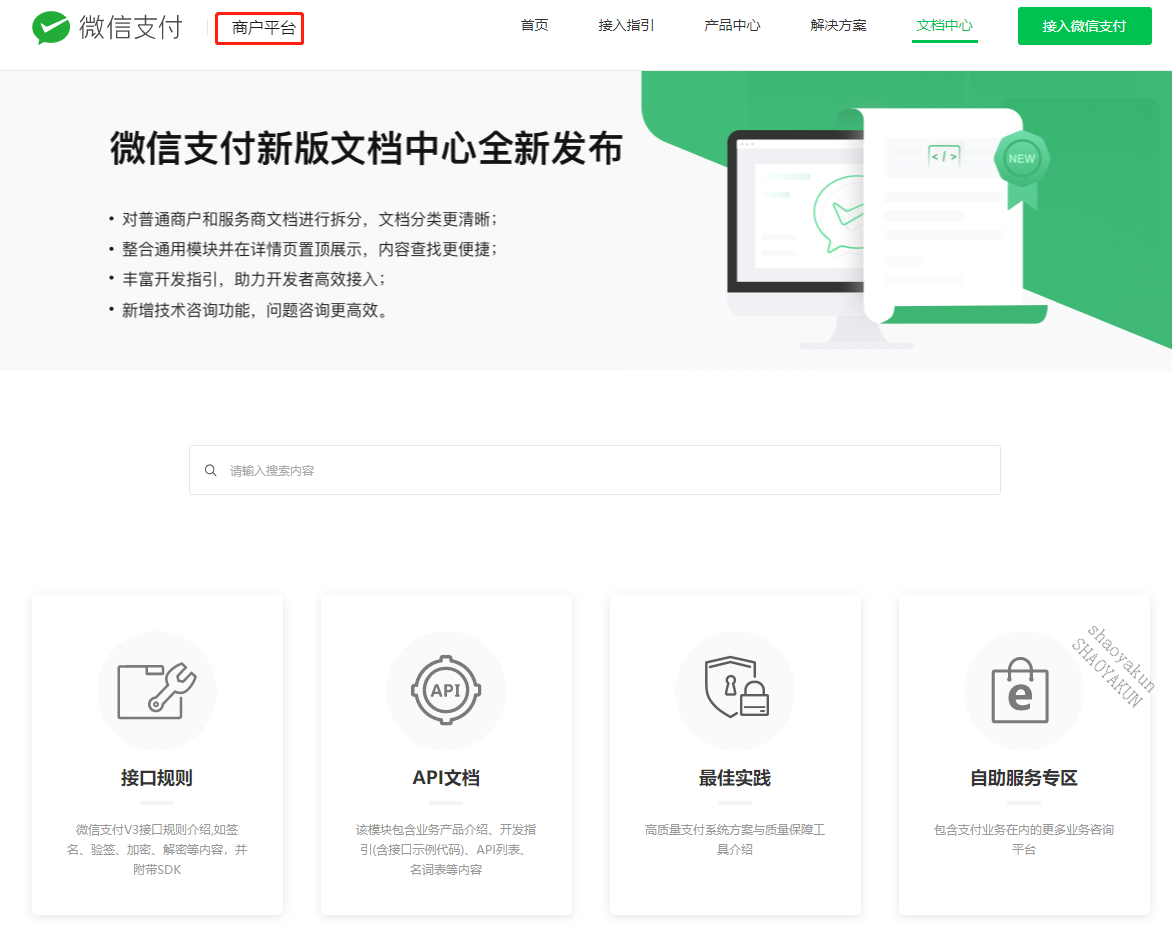 微信支付 商户平台 首页 接入指引 产品中心 解决方案 文档中心 接入微信支付
微信支付新版文档中心全新发布
• 对普通商户和服务商文档进行拆分，文档分类更清晰；
• 整合通用模块并在详情页置顶展示，内容查找更便捷；
• 丰富开发指引，助力开发者高效接入；
• 新增技术咨询功能，问题咨询更高效。
</>
NEW
请输入搜索内容
接口规则
微信支付V3接口规则介绍,如签
名、验签、加密、解密等内容，并
附带SDK
API
API文档
该模块包含业务产品介绍、开发指
引(含接口示例代码)、API列表、
名词表等内容
最佳实践
高质量支付系统方案与质量保障工
具介绍
e
自助服务专区
包含支付业务在内的更多业务咨询
平台
shaoyakun
SHAOYAKUN